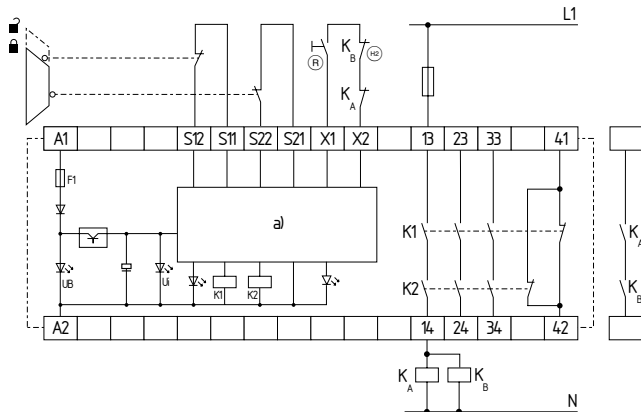 L1
K B H2
R
K A
A1 S12 S11 S22 S21 X1 X2 13 23 33 41
F1
a)
K1
K A
UB Ui K1 K2 K2
K B
A2 14 24 34 42
K A K B
N